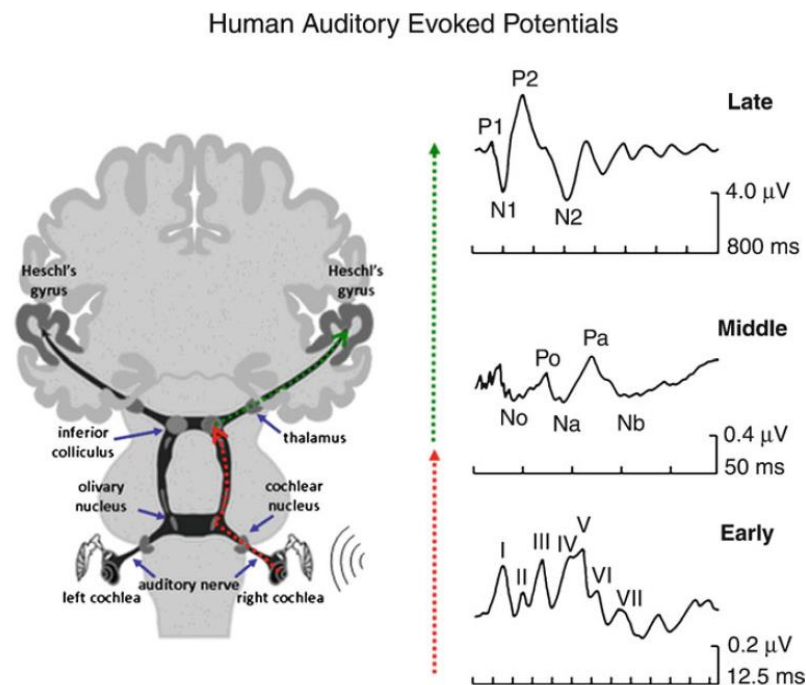 Human Auditory Evoked Potentials
Heschl's
gyrus
Heschl's
gyrus
inferior
colliculus
thalamus
olivary
nucleus
cochlear
nucleus
auditory nerve
left cochlea
right cochlea
P1
P2
N1
N2
Late
4.0 μV
800 ms
Middle
Po
Pa
No
Na
Nb
0.4 μV
50 ms
Early
I
II
III
IV
V
VI
VII
0.2 μV
12.5 ms